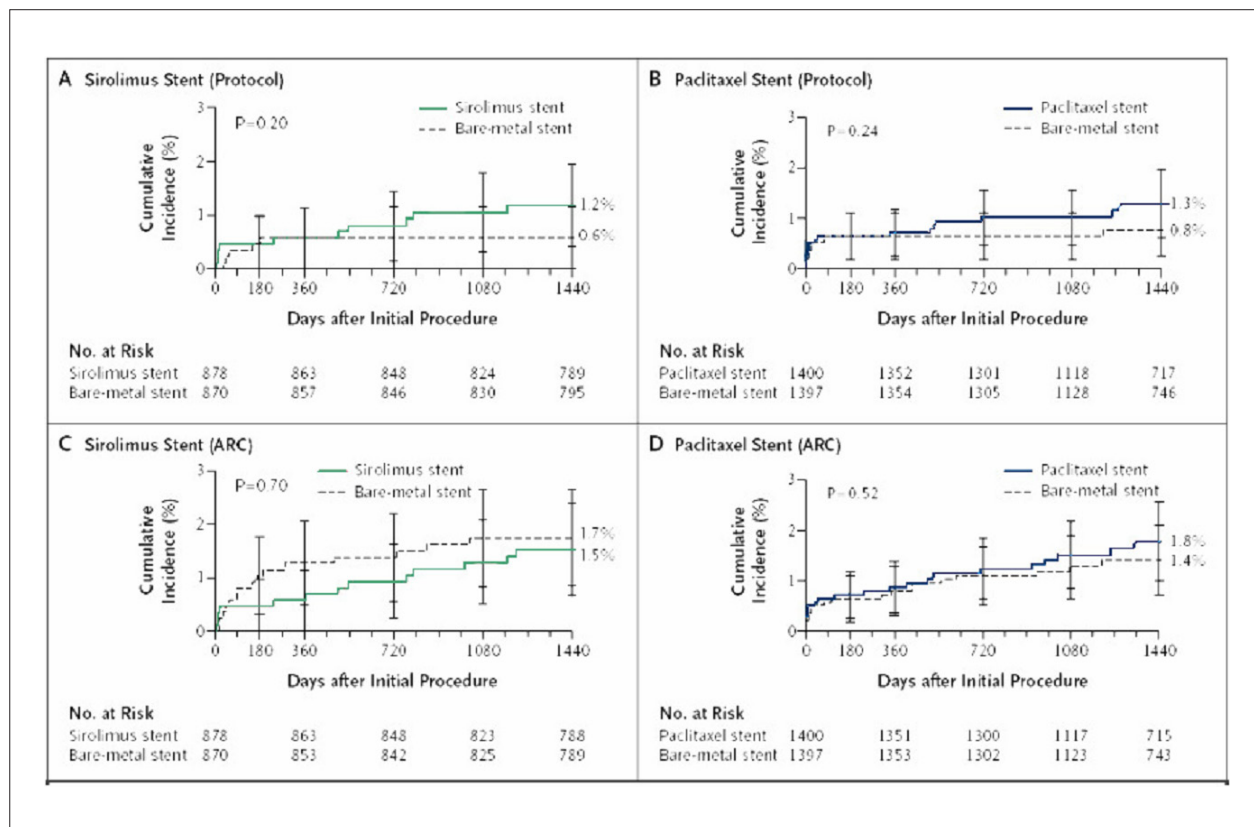 A Sirolimus Stent (Protocol)
Cumulative Incidence (%)
3
2
1
0
P=0.20
Sirolimus stent
Bare-metal stent
1.2%
0.6%
0 180 360 720 1080 1440
Days after Initial Procedure
No. at Risk
Sirolimus stent 878 863 848 824 789
Bare-metal stent 870 857 846 830 795
B Paclitaxel Stent (Protocol)
Cumulative Incidence (%)
3
2
1
0
P=0.24
Paclitaxel stent
Bare-metal stent
1.3%
0.8%
0 180 360 720 1080 1440
Days after Initial Procedure
No. at Risk
Paclitaxel stent 1400 1352 1301 1118 717
Bare-metal stent 1397 1354 1305 1128 746
C Sirolimus Stent (ARC)
Cumulative Incidence (%)
3
2
1
0
P=0.70
Sirolimus stent
Bare-metal stent
1.7%
1.5%
0 180 360 720 1080 1440
Days after Initial Procedure
No. at Risk
Sirolimus stent 878 863 848 823 788
Bare-metal stent 870 853 842 825 789
D Paclitaxel Stent (ARC)
Cumulative Incidence (%)
3
2
1
0
P=0.52
Paclitaxel stent
Bare-metal stent
1.8%
1.4%
0 180 360 720 1080 1440
Days after Initial Procedure
No. at Risk
Paclitaxel stent 1400 1351 1300 1117 715
Bare-metal stent 1397 1353 1302 1123 743